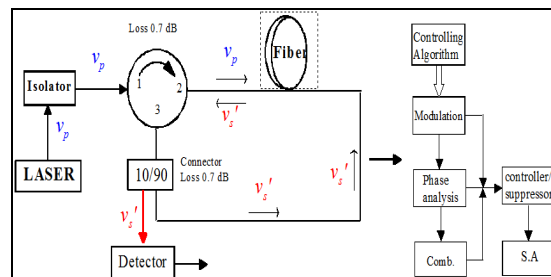 Loss 0.7 dB
Fiber
Controlling
Algorithm
v_p
v_p
Isolator
1
2
3
v_s'
Modulation
v_p
LASER
Connector
Loss 0.7 dB
10/90
v_s'
v_s'
v_s'
Phase
analysis
controller/
suppressor
Detector
Comb.
S.A